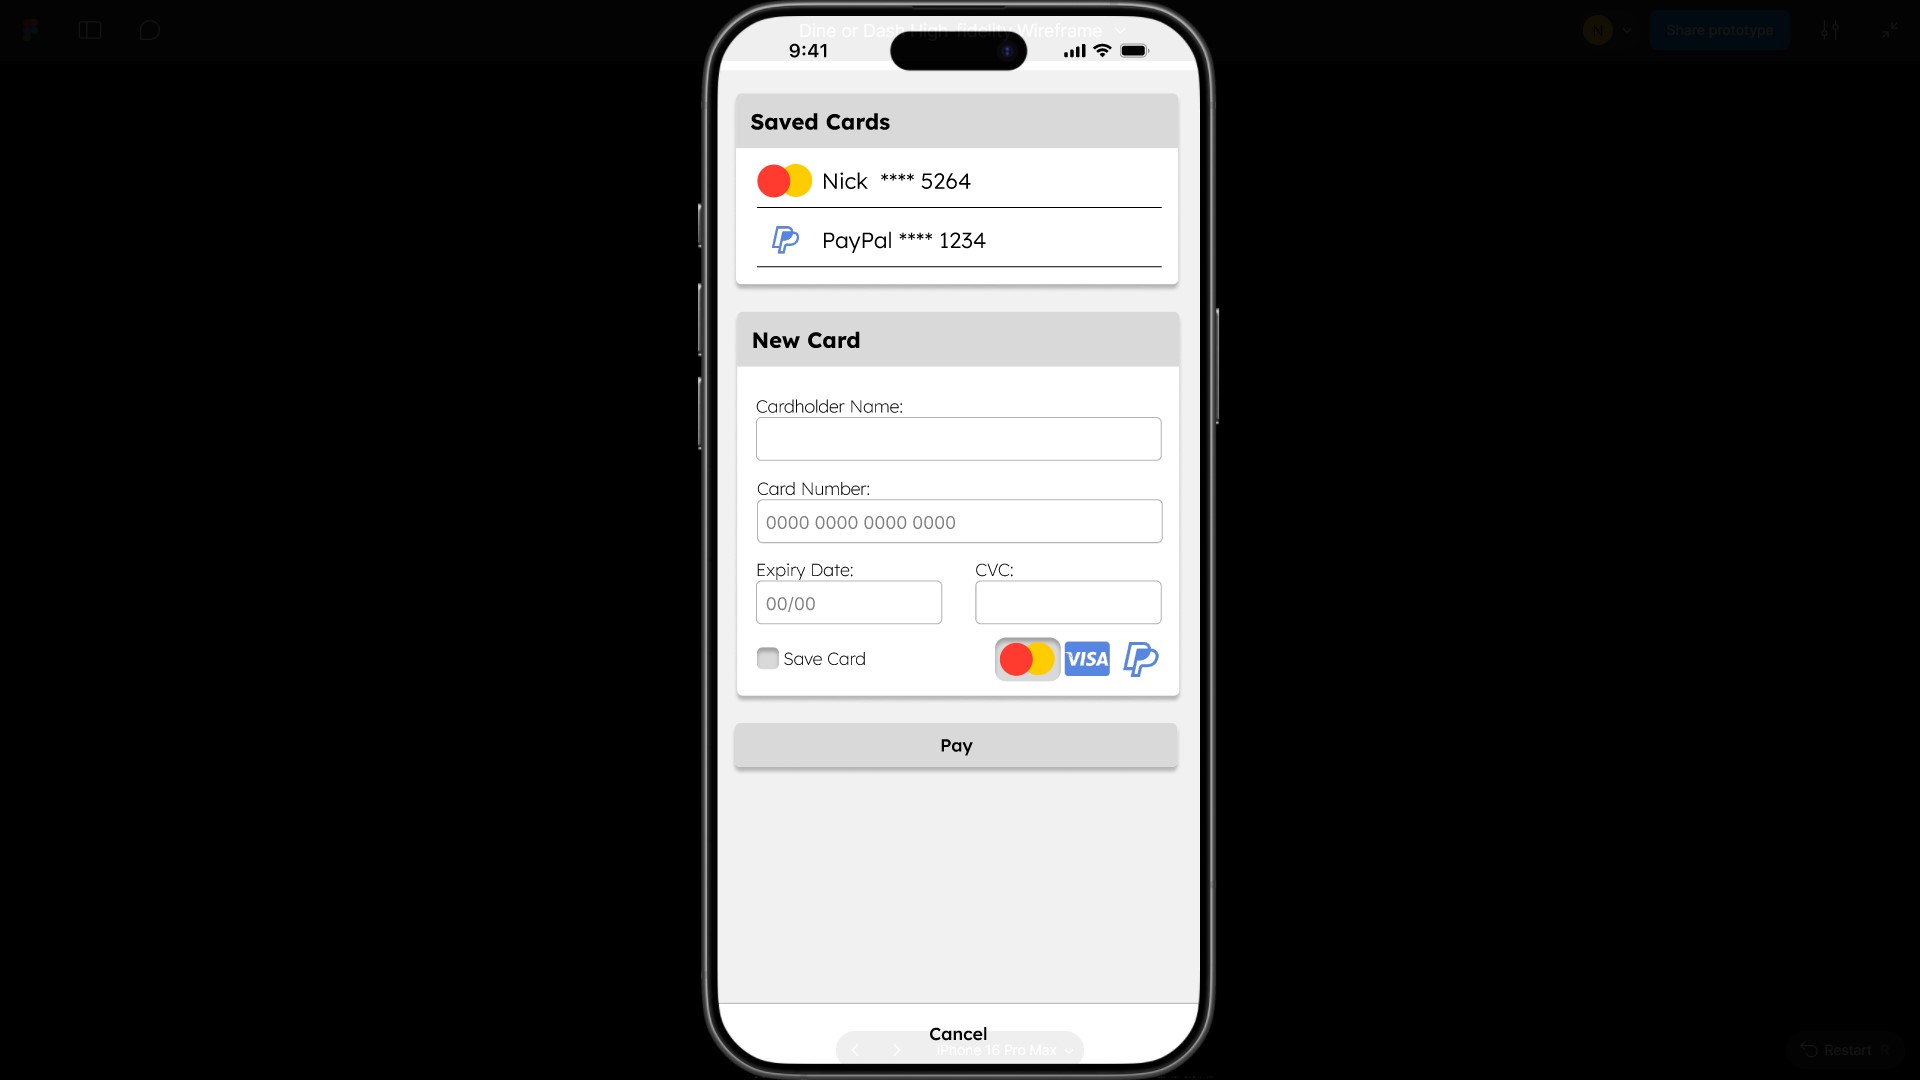 Dine or Dash High-fidelity Wireframe
N
Share prototype
9:41
Saved Cards
Nick **** 5264
PayPal **** 1234
New Card
Cardholder Name:
Card Number:
0000 0000 0000 0000
Expiry Date:
CVC:
00/00
Save Card
VISA
Pay
Cancel
iPhone 16 Pro Max
Restart